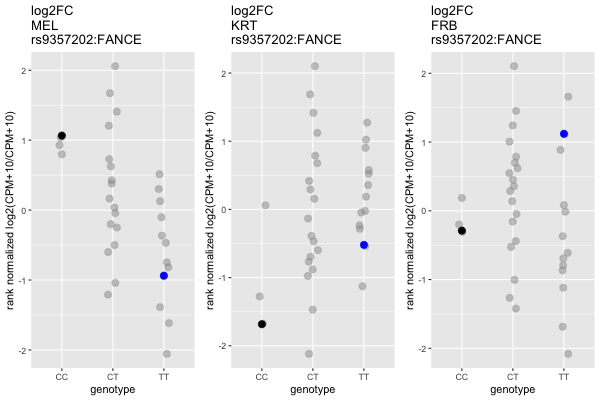 log2FC
MEL
rs9357202:FANCE
rank normalized log2(CPM+10/CPM+10)
2
1
0
-1
-2
CC
CT
TT
genotype
log2FC
KRT
rs9357202:FANCE
rank normalized log2(CPM+10/CPM+10)
2
1
0
-1
-2
CC
CT
TT
genotype
log2FC
FRB
rs9357202:FANCE
rank normalized log2(CPM+10/CPM+10)
2
1
0
-1
-2
CC
CT
TT
genotype